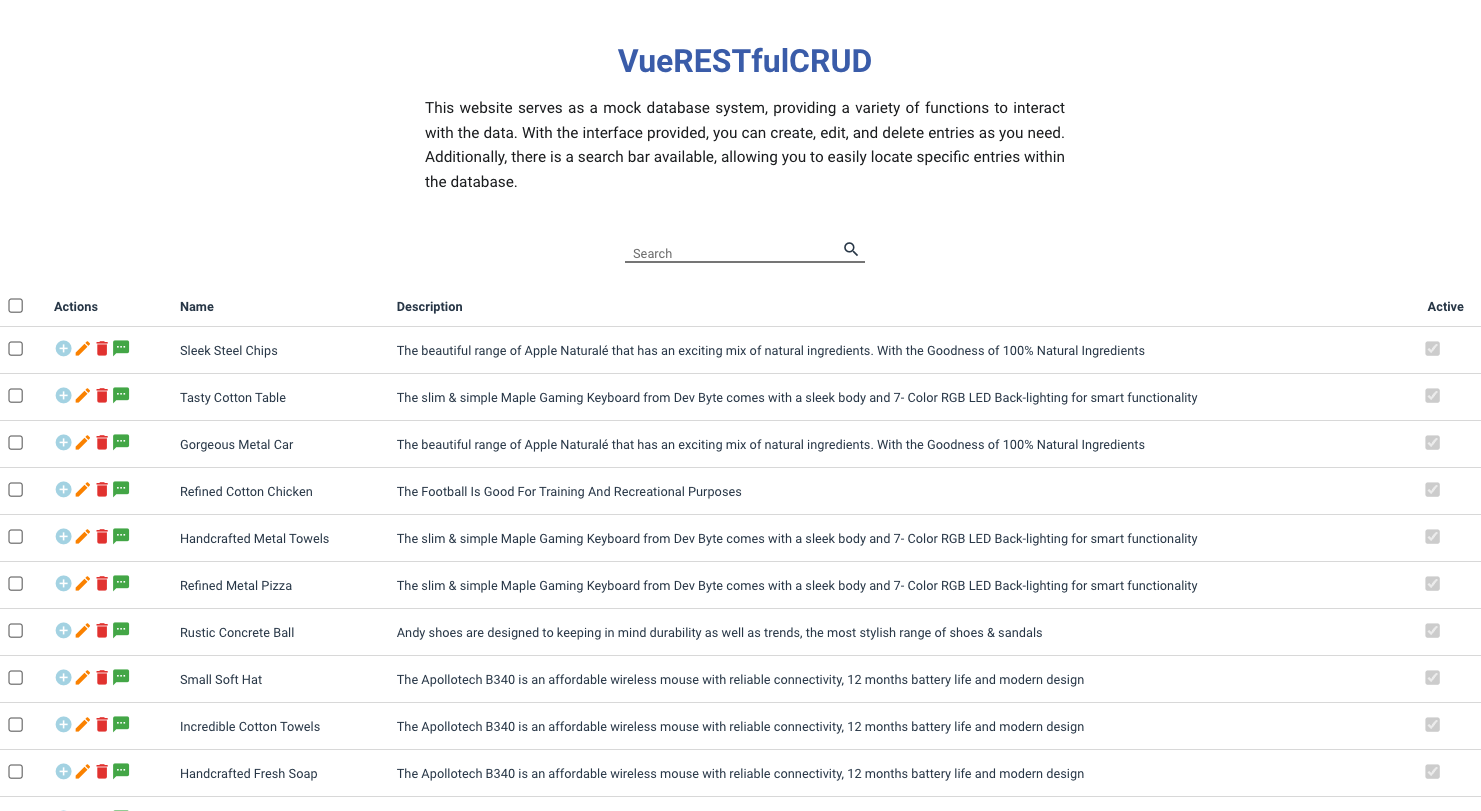 VueRESTfulCRUD
This website serves as a mock database system, providing a variety of functions to interact
with the data. With the interface provided, you can create, edit, and delete entries as you need.
Additionally, there is a search bar available, allowing you to easily locate specific entries within
the database.
Search
Actions Name Description Active
Sleek Steel Chips The beautiful range of Apple Naturalé that has an exciting mix of natural ingredients. With the Goodness of 100% Natural Ingredients
Tasty Cotton Table The slim & simple Maple Gaming Keyboard from Dev Byte comes with a sleek body and 7- Color RGB LED Back-lighting for smart functionality
Gorgeous Metal Car The beautiful range of Apple Naturalé that has an exciting mix of natural ingredients. With the Goodness of 100% Natural Ingredients
Refined Cotton Chicken The Football Is Good For Training And Recreational Purposes
Handcrafted Metal Towels The slim & simple Maple Gaming Keyboard from Dev Byte comes with a sleek body and 7- Color RGB LED Back-lighting for smart functionality
Refined Metal Pizza The slim & simple Maple Gaming Keyboard from Dev Byte comes with a sleek body and 7- Color RGB LED Back-lighting for smart functionality
Rustic Concrete Ball Andy shoes are designed to keeping in mind durability as well as trends, the most stylish range of shoes & sandals
Small Soft Hat The Apollotech B340 is an affordable wireless mouse with reliable connectivity, 12 months battery life and modern design
Incredible Cotton Towels The Apollotech B340 is an affordable wireless mouse with reliable connectivity, 12 months battery life and modern design
Handcrafted Fresh Soap The Apollotech B340 is an affordable wireless mouse with reliable connectivity, 12 months battery life and modern design